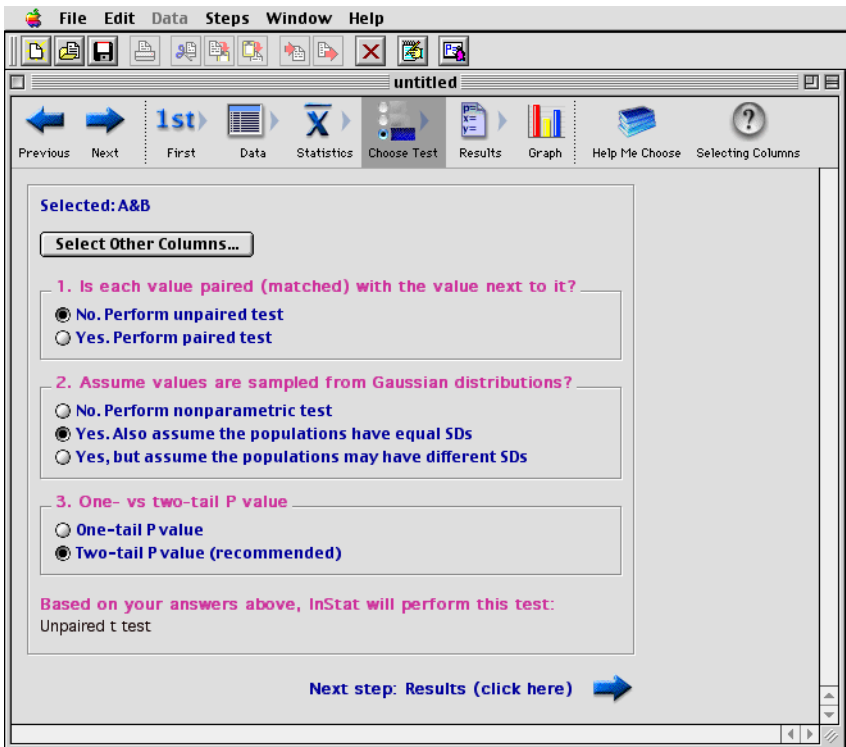 File Edit Data Steps Window Help
untitled
1st
P=
x=
y=
Previous Next First Data Statistics Choose Test Results Graph Help Me Choose Selecting Columns
Selected: A&B
Select Other Columns...
1. Is each value paired (matched) with the value next to it?
No. Perform unpaired test
Yes. Perform paired test
2. Assume values are sampled from Gaussian distributions?
No. Perform nonparametric test
Yes. Also assume the populations have equal SDs
Yes, but assume the populations may have different SDs
3. One- vs two-tail P value
One-tail P value
Two-tail P value (recommended)
Based on your answers above, InStat will perform this test:
Unpaired t test
Next step: Results (click here)